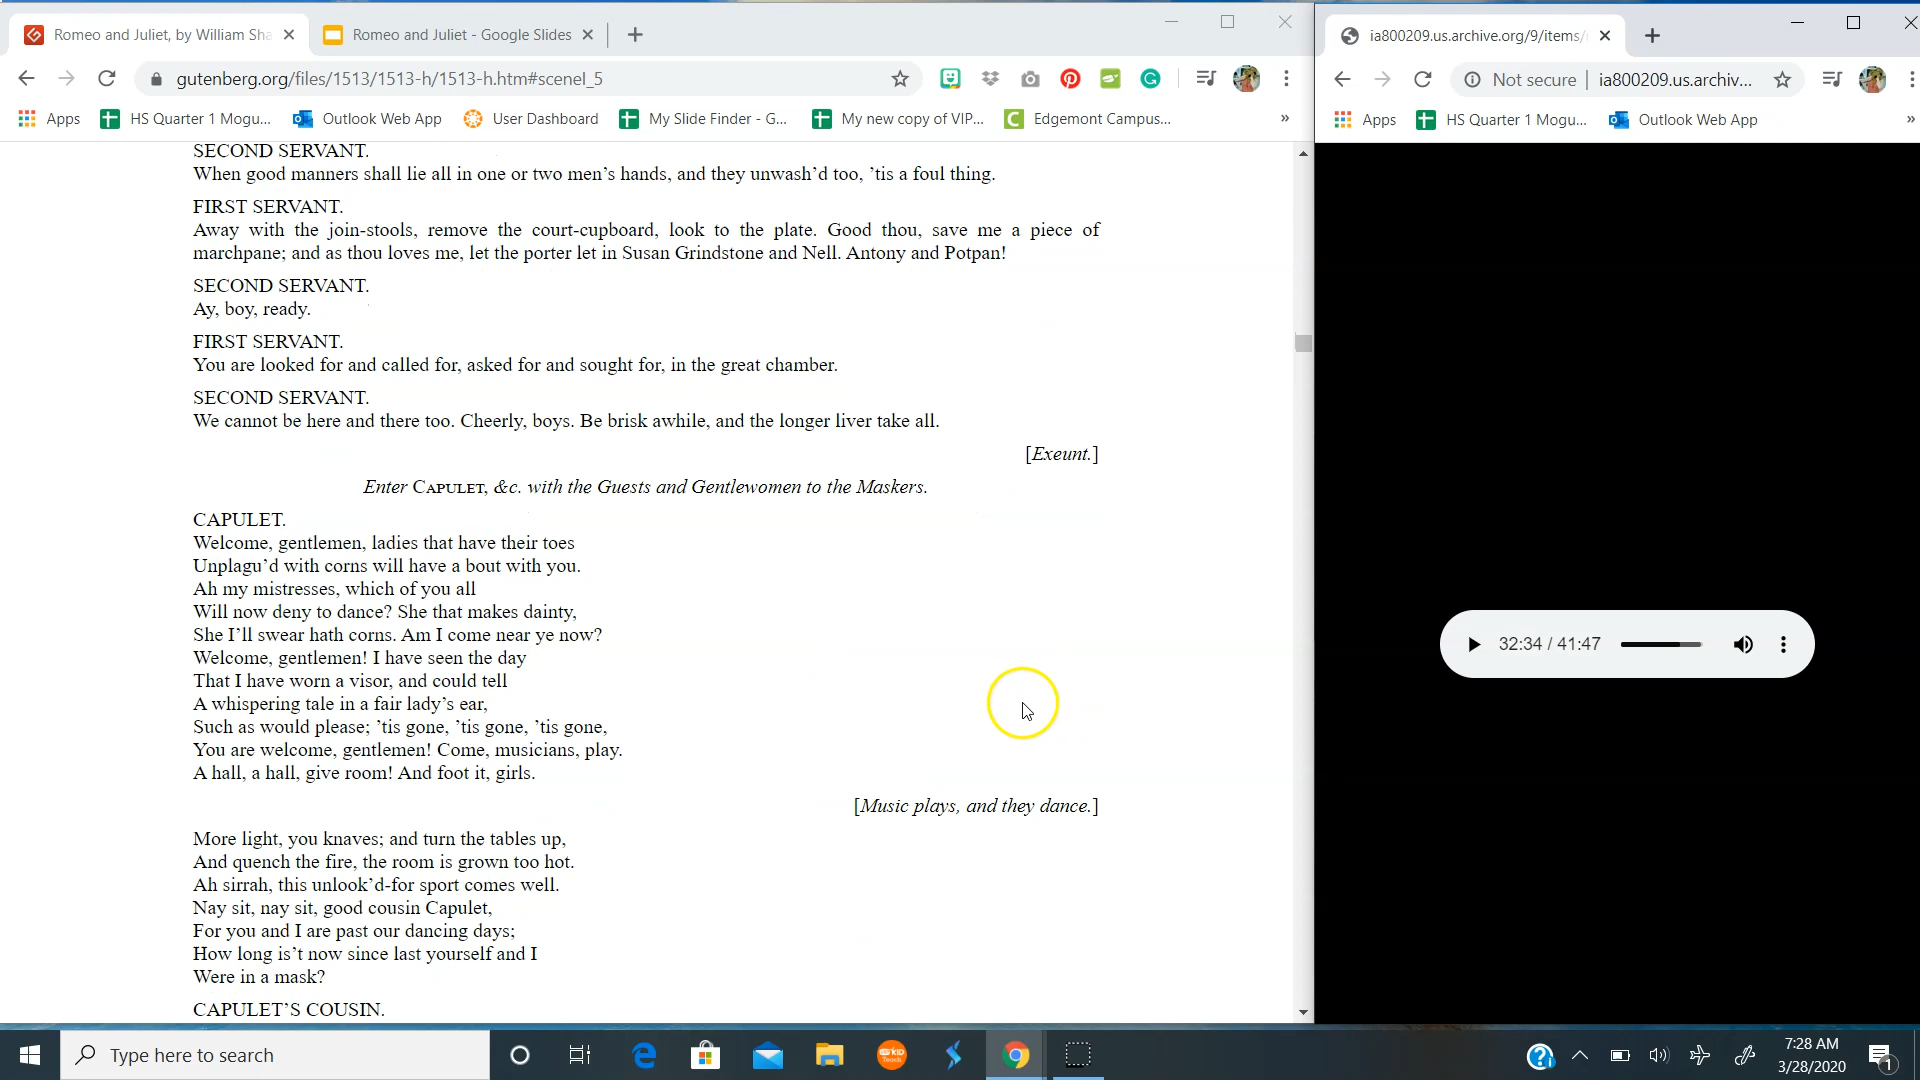 Romeo and Juliet, by William Sha
Romeo and Juliet - Google Slides
ia800209.us.archive.org/9/items/
gutenberg.org/files/1513/1513-h/1513-h.htm#sceneI_5
Not secure
ia800209.us.archiv...
Apps
HS Quarter 1 Mogu...
Outlook Web App
User Dashboard
My Slide Finder - G...
My new copy of VIP...
Edgemont Campus...
»
Apps
HS Quarter 1 Mogu...
Outlook Web App
»
SECOND SERVANT.
When good manners shall lie all in one or two men’s hands, and they unwash’d too, ’tis a foul thing.
FIRST SERVANT.
Away with the join-stools, remove the court-cupboard, look to the plate. Good thou, save me a piece of
marchpane; and as thou loves me, let the porter let in Susan Grindstone and Nell. Antony and Potpan!
SECOND SERVANT.
Ay, boy, ready.
FIRST SERVANT.
You are looked for and called for, asked for and sought for, in the great chamber.
SECOND SERVANT.
We cannot be here and there too. Cheerly, boys. Be brisk awhile, and the longer liver take all.
[Exeunt.]
Enter CAPULET, &c. with the Guests and Gentlewomen to the Maskers.
CAPULET.
Welcome, gentlemen, ladies that have their toes
Unplagu’d with corns will have a bout with you.
Ah my mistresses, which of you all
Will now deny to dance? She that makes dainty,
She I’ll swear hath corns. Am I come near ye now?
Welcome, gentlemen! I have seen the day
That I have worn a visor, and could tell
A whispering tale in a fair lady’s ear,
Such as would please; ’tis gone, ’tis gone, ’tis gone,
You are welcome, gentlemen! Come, musicians, play.
A hall, a hall, give room! And foot it, girls.
[Music plays, and they dance.]
More light, you knaves; and turn the tables up,
And quench the fire, the room is grown too hot.
Ah sirrah, this unlook’d-for sport comes well.
Nay sit, nay sit, good cousin Capulet,
For you and I are past our dancing days;
How long is’t now since last yourself and I
Were in a mask?
CAPULET’S COUSIN.
32:34 / 41:47
Type here to search
7:28 AM
3/28/2020
1